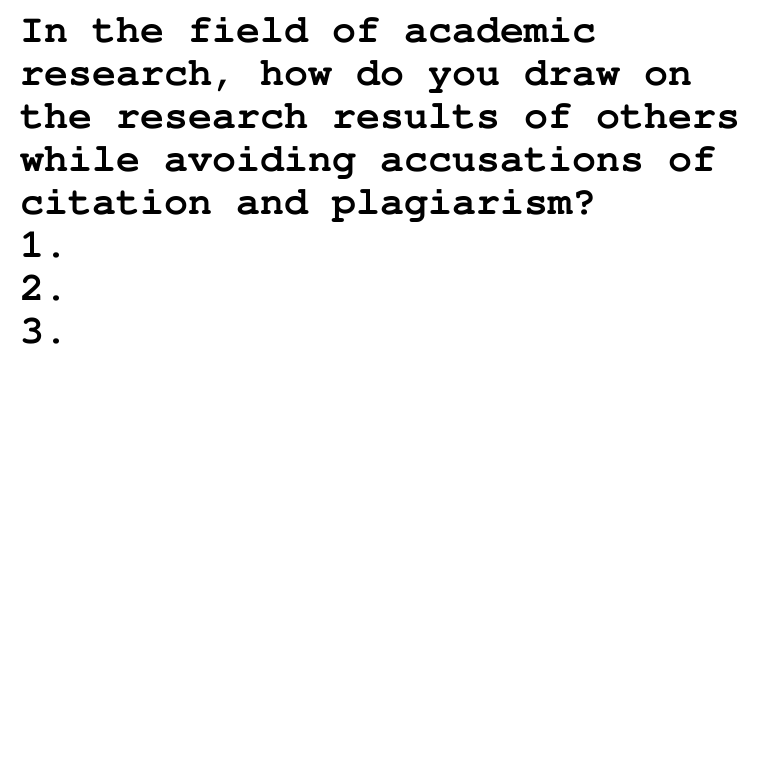 In the field of academic
research, how do you draw on
the research results of others
while avoiding accusations of
citation and plagiarism?
1.
2.
3.